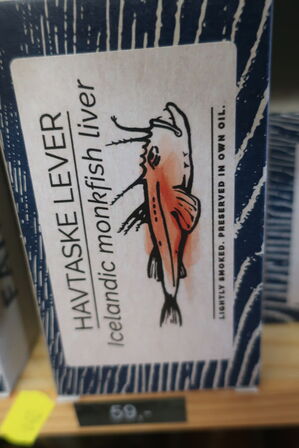 HAVTASKE LEVER
Icelandic monkfish liver
LIGHTLY SMOKED. PRESERVED IN OWN OIL.
59,-